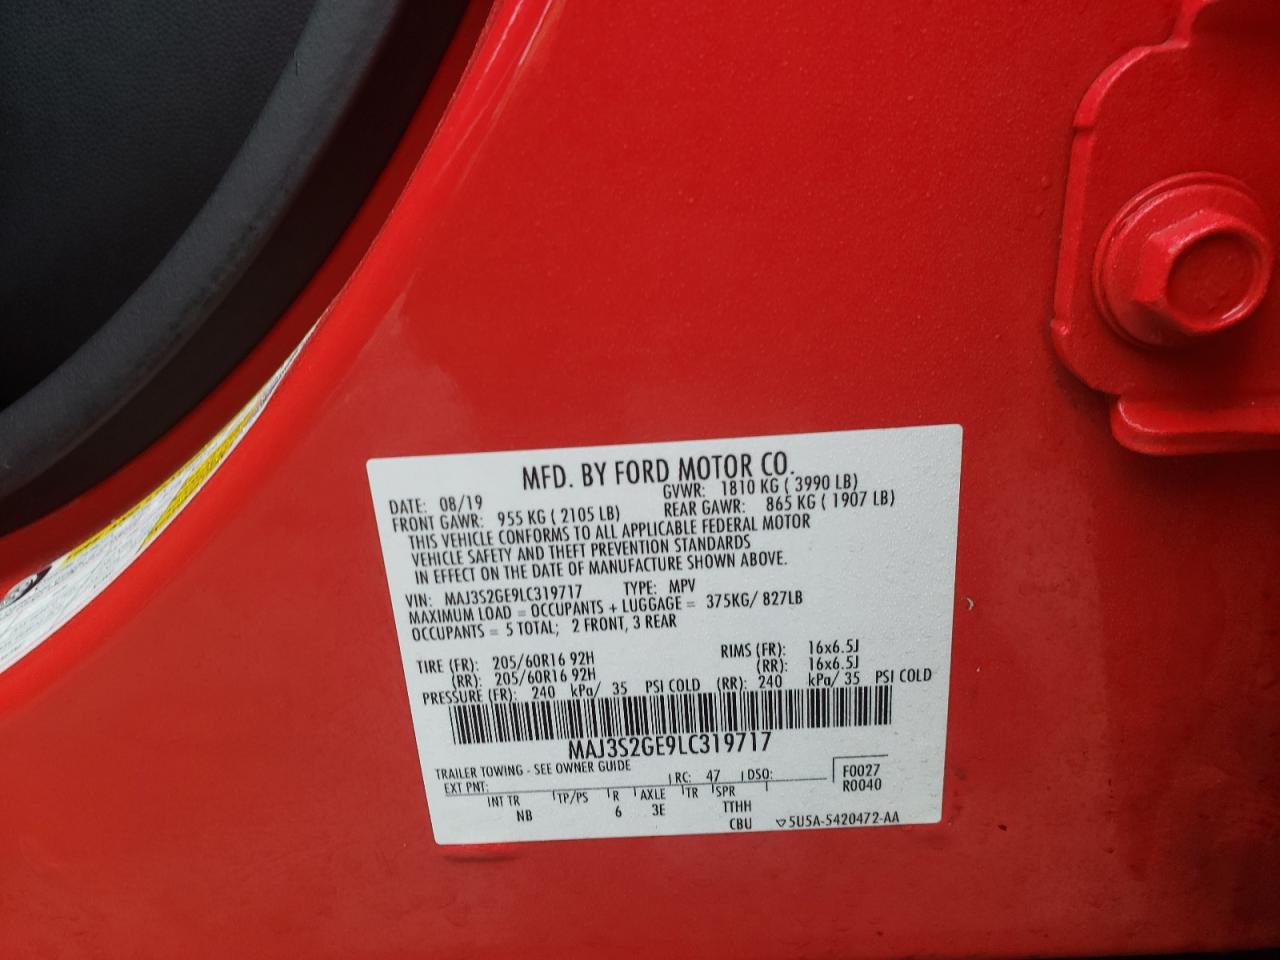 MFD. BY FORD MOTOR CO.
DATE: 08/19 GVWR: 1810 KG ( 3990 LB)
FRONT GAWR: 955 KG ( 2105 LB) REAR GAWR: 865 KG ( 1907 LB)
THIS VEHICLE CONFORMS TO ALL APPLICABLE FEDERAL MOTOR
VEHICLE SAFETY AND THEFT PREVENTION STANDARDS
IN EFFECT ON THE DATE OF MANUFACTURE SHOWN ABOVE.
VIN: MAJ3S2GE9LC319717 TYPE: MPV
MAXIMUM LOAD = OCCUPANTS + LUGGAGE = 375KG/ 827LB
OCCUPANTS = 5 TOTAL; 2 FRONT, 3 REAR
TIRE (FR): 205/60R16 92H RIMS (FR): 16x6.5J
(RR): 205/60R16 92H (RR): 16x6.5J
PRESSURE (FR): 240 kPa/ 35 PSI COLD (RR): 240 kPa/ 35 PSI COLD
MAJ3S2GE9LC319717
TRAILER TOWING - SEE OWNER GUIDE
EXT PNT: RC: 47 DSO: F0027
R0040
INT TR TP/PS R AXLE TR SPR
NB 6 3E TTHH
CBU ▽5U5A-5420472-AA